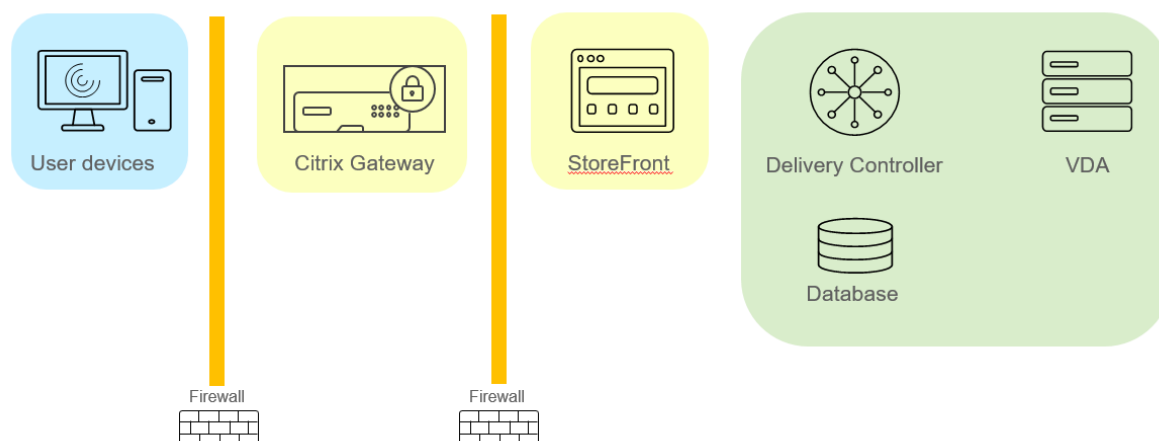 User devices
Citrix Gateway
StoreFront
Delivery Controller
VDA
Database
Firewall
Firewall